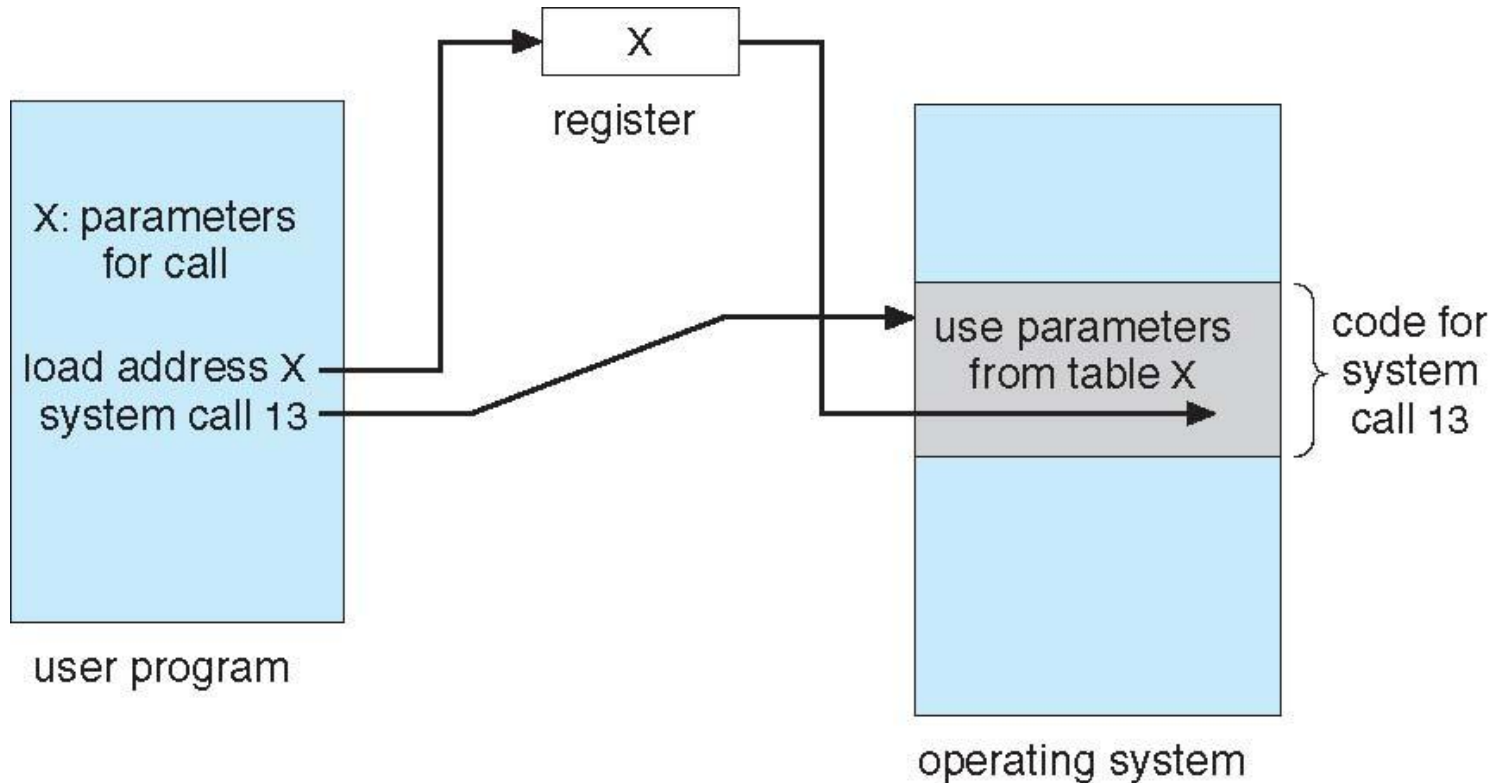 X
register
X: parameters
for call
load address X
system call 13
user program
use parameters
from table X
code for
system
call 13
operating system